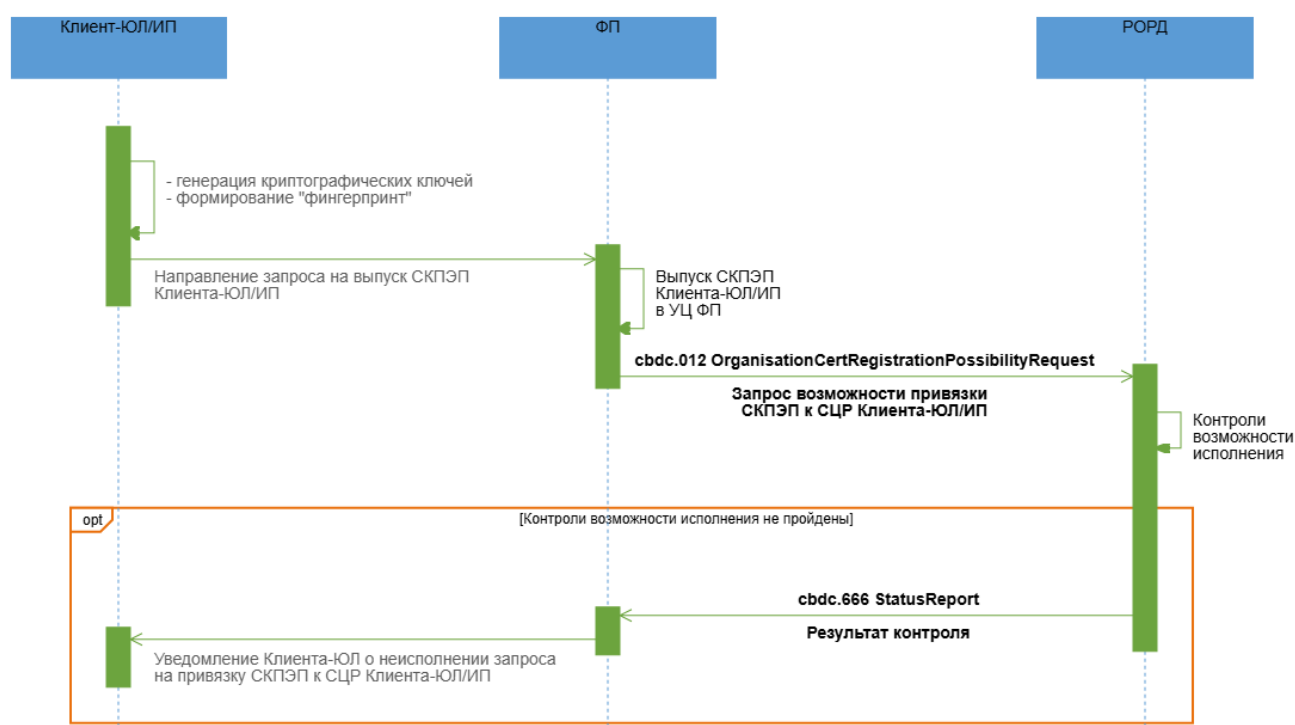 Клиент-ЮЛ/ИП
ФП
РОРД
- генерация криптографических ключей
- формирование "фингерпринт"
Направление запроса на выпуск СКПЭП
Клиента-ЮЛ/ИП
Выпуск СКПЭП
Клиента-ЮЛ/ИП
в УЦ ФП
cbdc.012 OrganisationCertRegistrationPossibilityRequest
Запрос возможности привязки
СКПЭП к СЦР Клиента-ЮЛ/ИП
Контроли
возможности
исполнения
opt
[Контроли возможности исполнения не пройдены]
cbdc.666 StatusReport
Результат контроля
Уведомление Клиента-ЮЛ о неисполнении запроса
на привязку СКПЭП к СЦР Клиента-ЮЛ/ИП